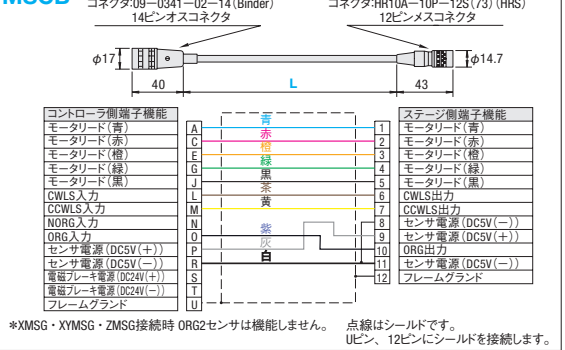 コネクタ:09－0341－02－14(Binder)
14ピンオスコネクタ
コネクタ:HR10A－10P－12S(73)(HRS)
12ピンメスコネクタ
φ17
φ14.7
40
L
43
コントローラ側端子機能
モータリード(青)
モータリード(赤)
モータリード(橙)
モータリード(緑)
モータリード(黒)
CWLS入力
CCWLS入力
NORG入力
ORG入力
センサ電源(DC5V(＋))
センサ電源(DC5V(－))
電磁ブレーキ電源(DC24V(＋))
電磁ブレーキ電源(DC24V(－))
フレームグランド
A
C
E
G
J
L
M
N
O
P
R
S
T
U
青
赤
橙
緑
黒
茶
黄
紫
灰
白
1
2
3
4
5
6
7
8
9
10
11
12
ステージ側端子機能
モータリード(青)
モータリード(赤)
モータリード(橙)
モータリード(緑)
モータリード(黒)
CWLS出力
CCWLS出力
センサ電源(DC5V(－))
センサ電源(DC5V(＋))
ORG出力
センサ電源(DC5V(－))
フレームグランド
＊XMSG・XYMSG・ZMSG接続時 ORG2センサは機能しません。
点線はシールドです。
Uピン、12ピンにシールドを接続します。